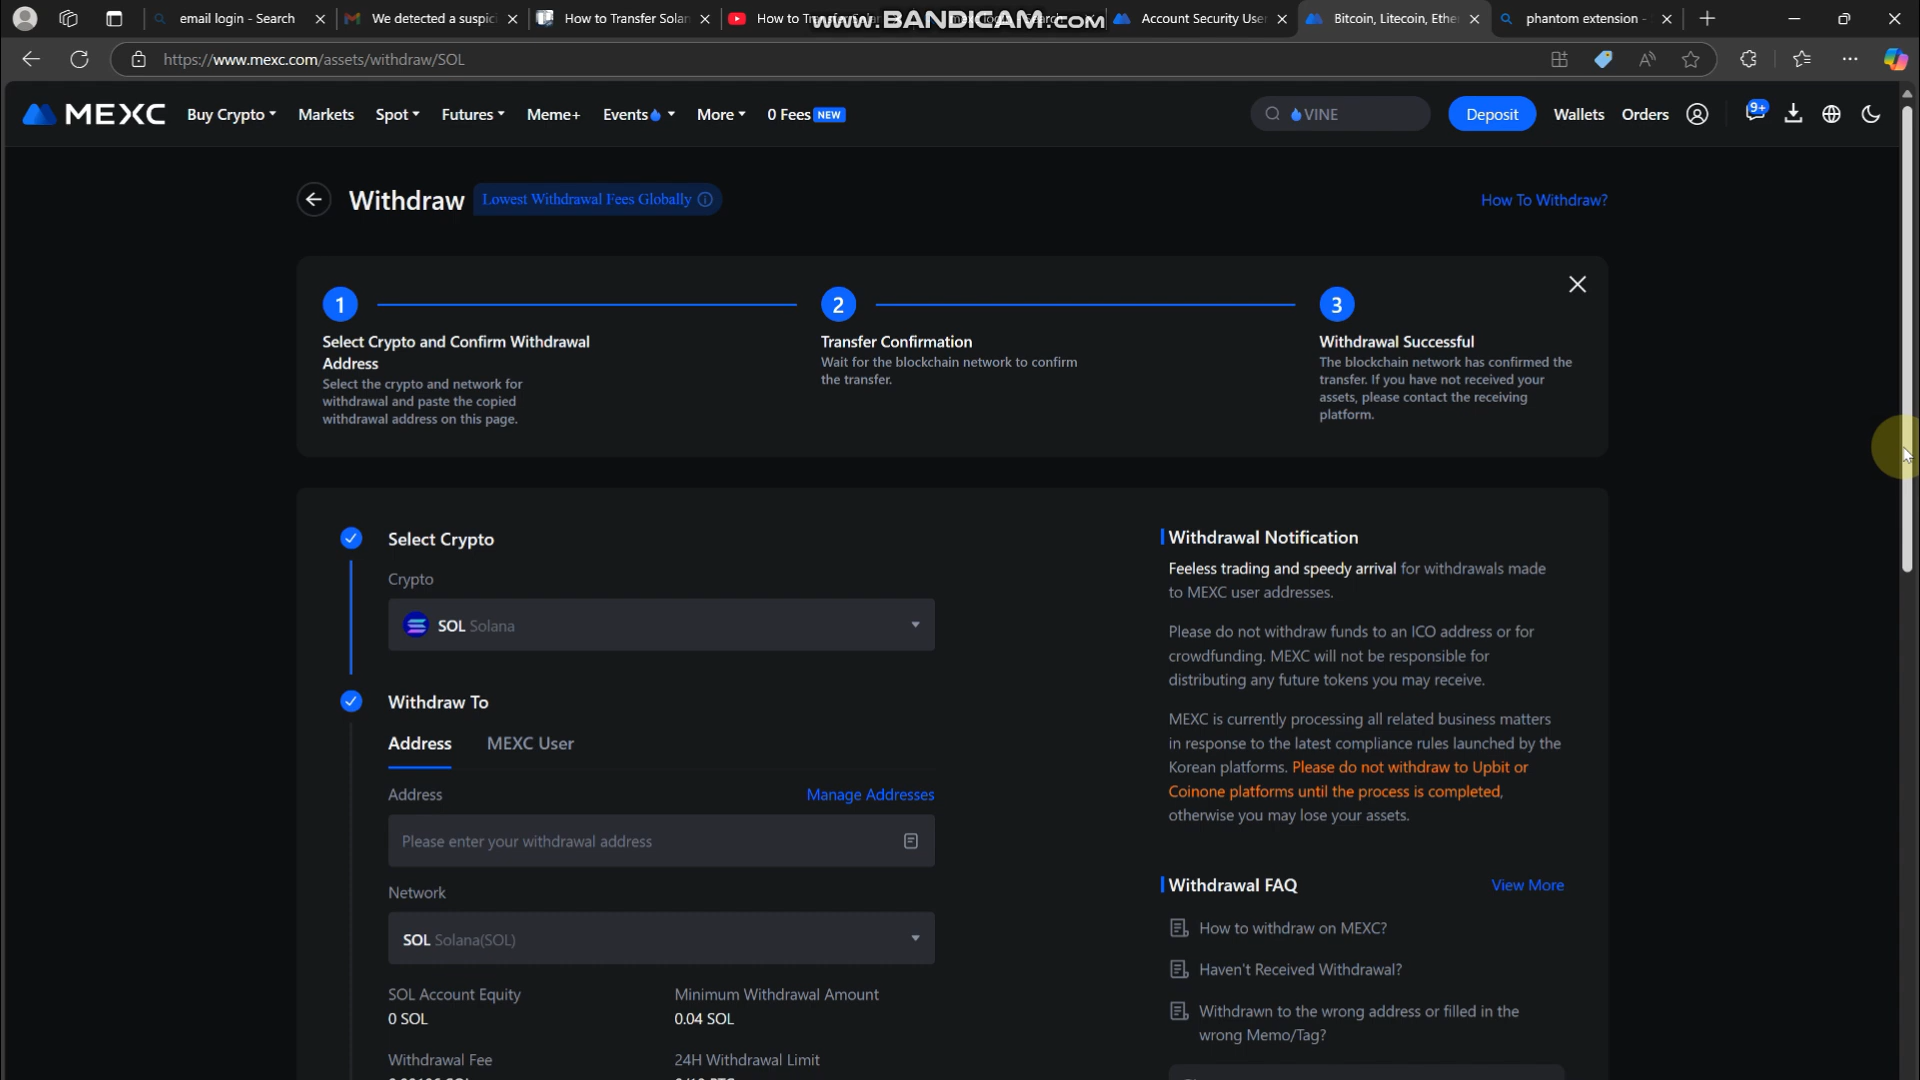 email login - Search
We detected a suspic
How to Transfer Solan
How to Tr
www.BANDICAM.com
Account Security User
Bitcoin, Litecoin, Ethe
phantom extension -
https://www.mexc.com/assets/withdraw/SOL
MEXC
Buy Crypto
Markets
Spot
Futures
Meme+
Events
More
0 Fees NEW
VINE
Deposit
Wallets
Orders
9+
Withdraw
Lowest Withdrawal Fees Globally
How To Withdraw?
1
2
3
Select Crypto and Confirm Withdrawal
Address
Select the crypto and network for
withdrawal and paste the copied
withdrawal address on this page.
Transfer Confirmation
Wait for the blockchain network to confirm
the transfer.
Withdrawal Successful
The blockchain network has confirmed the
transfer. If you have not received your
assets, please contact the receiving
platform.
Select Crypto
Crypto
SOL Solana
Withdraw To
Address
MEXC User
Address
Manage Addresses
Please enter your withdrawal address
Network
SOL Solana(SOL)
SOL Account Equity
0 SOL
Minimum Withdrawal Amount
0.04 SOL
Withdrawal Fee
24H Withdrawal Limit
Withdrawal Notification
Feeless trading and speedy arrival for withdrawals made
to MEXC user addresses.
Please do not withdraw funds to an ICO address or for
crowdfunding. MEXC will not be responsible for
distributing any future tokens you may receive.
MEXC is currently processing all related business matters
in response to the latest compliance rules launched by the
Korean platforms. Please do not withdraw to Upbit or
Coinone platforms until the process is completed,
otherwise you may lose your assets.
Withdrawal FAQ
View More
How to withdraw on MEXC?
Haven't Received Withdrawal?
Withdrawn to the wrong address or filled in the
wrong Memo/Tag?